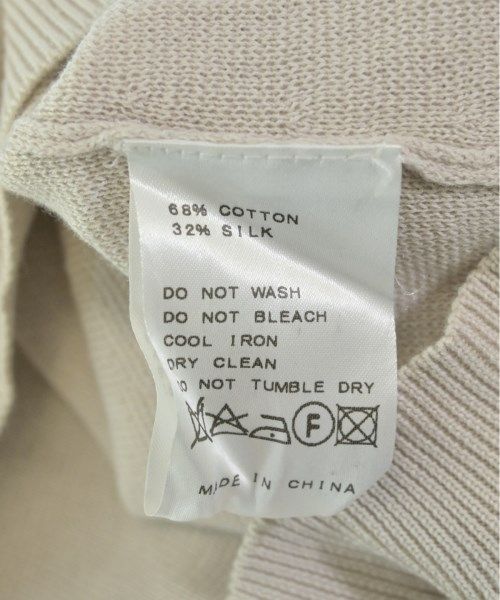 68% COTTON
32% SILK
DO NOT WASH
DO NOT BLEACH
COOL IRON
DRY CLEAN
DO NOT TUMBLE DRY
F
MADE IN CHINA